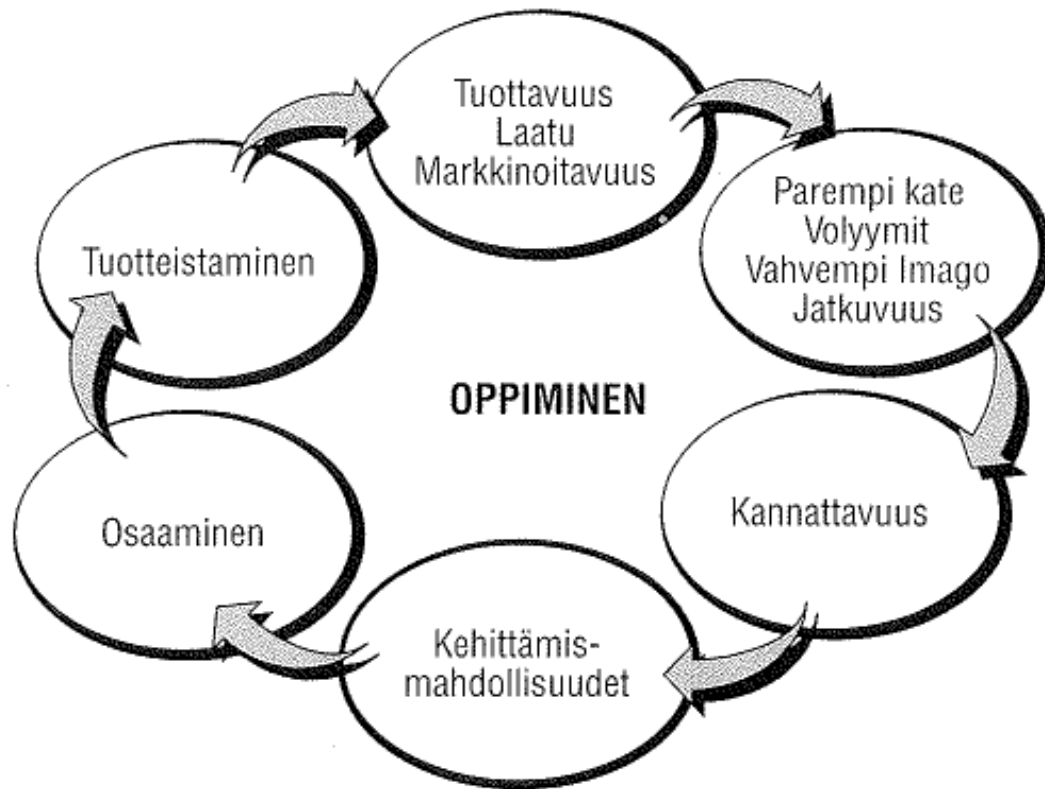 Tuottavuus
Laatu
Markkinoitavuus
Parempi kate
Volyymit
Vahvempi Imago
Jatkuvuus
Tuotteistaminen
OPPIMINEN
Kannattavuus
Osaaminen
Kehittämis-
mahdollisuudet